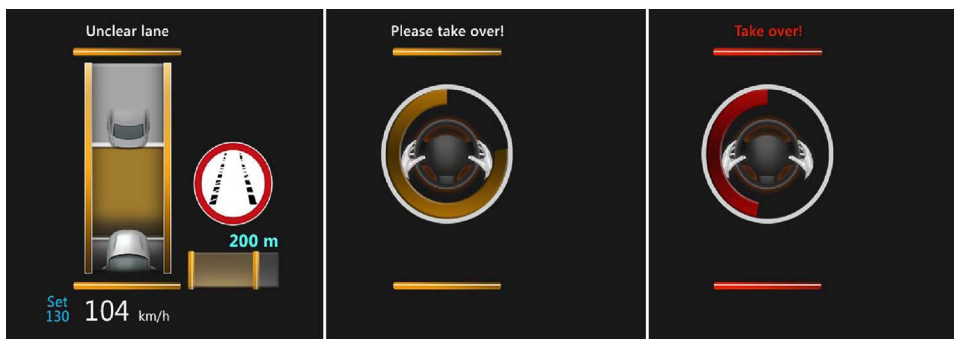 Unclear lane
200 m
Set
130
104 km/h
Please take over!
Take over!